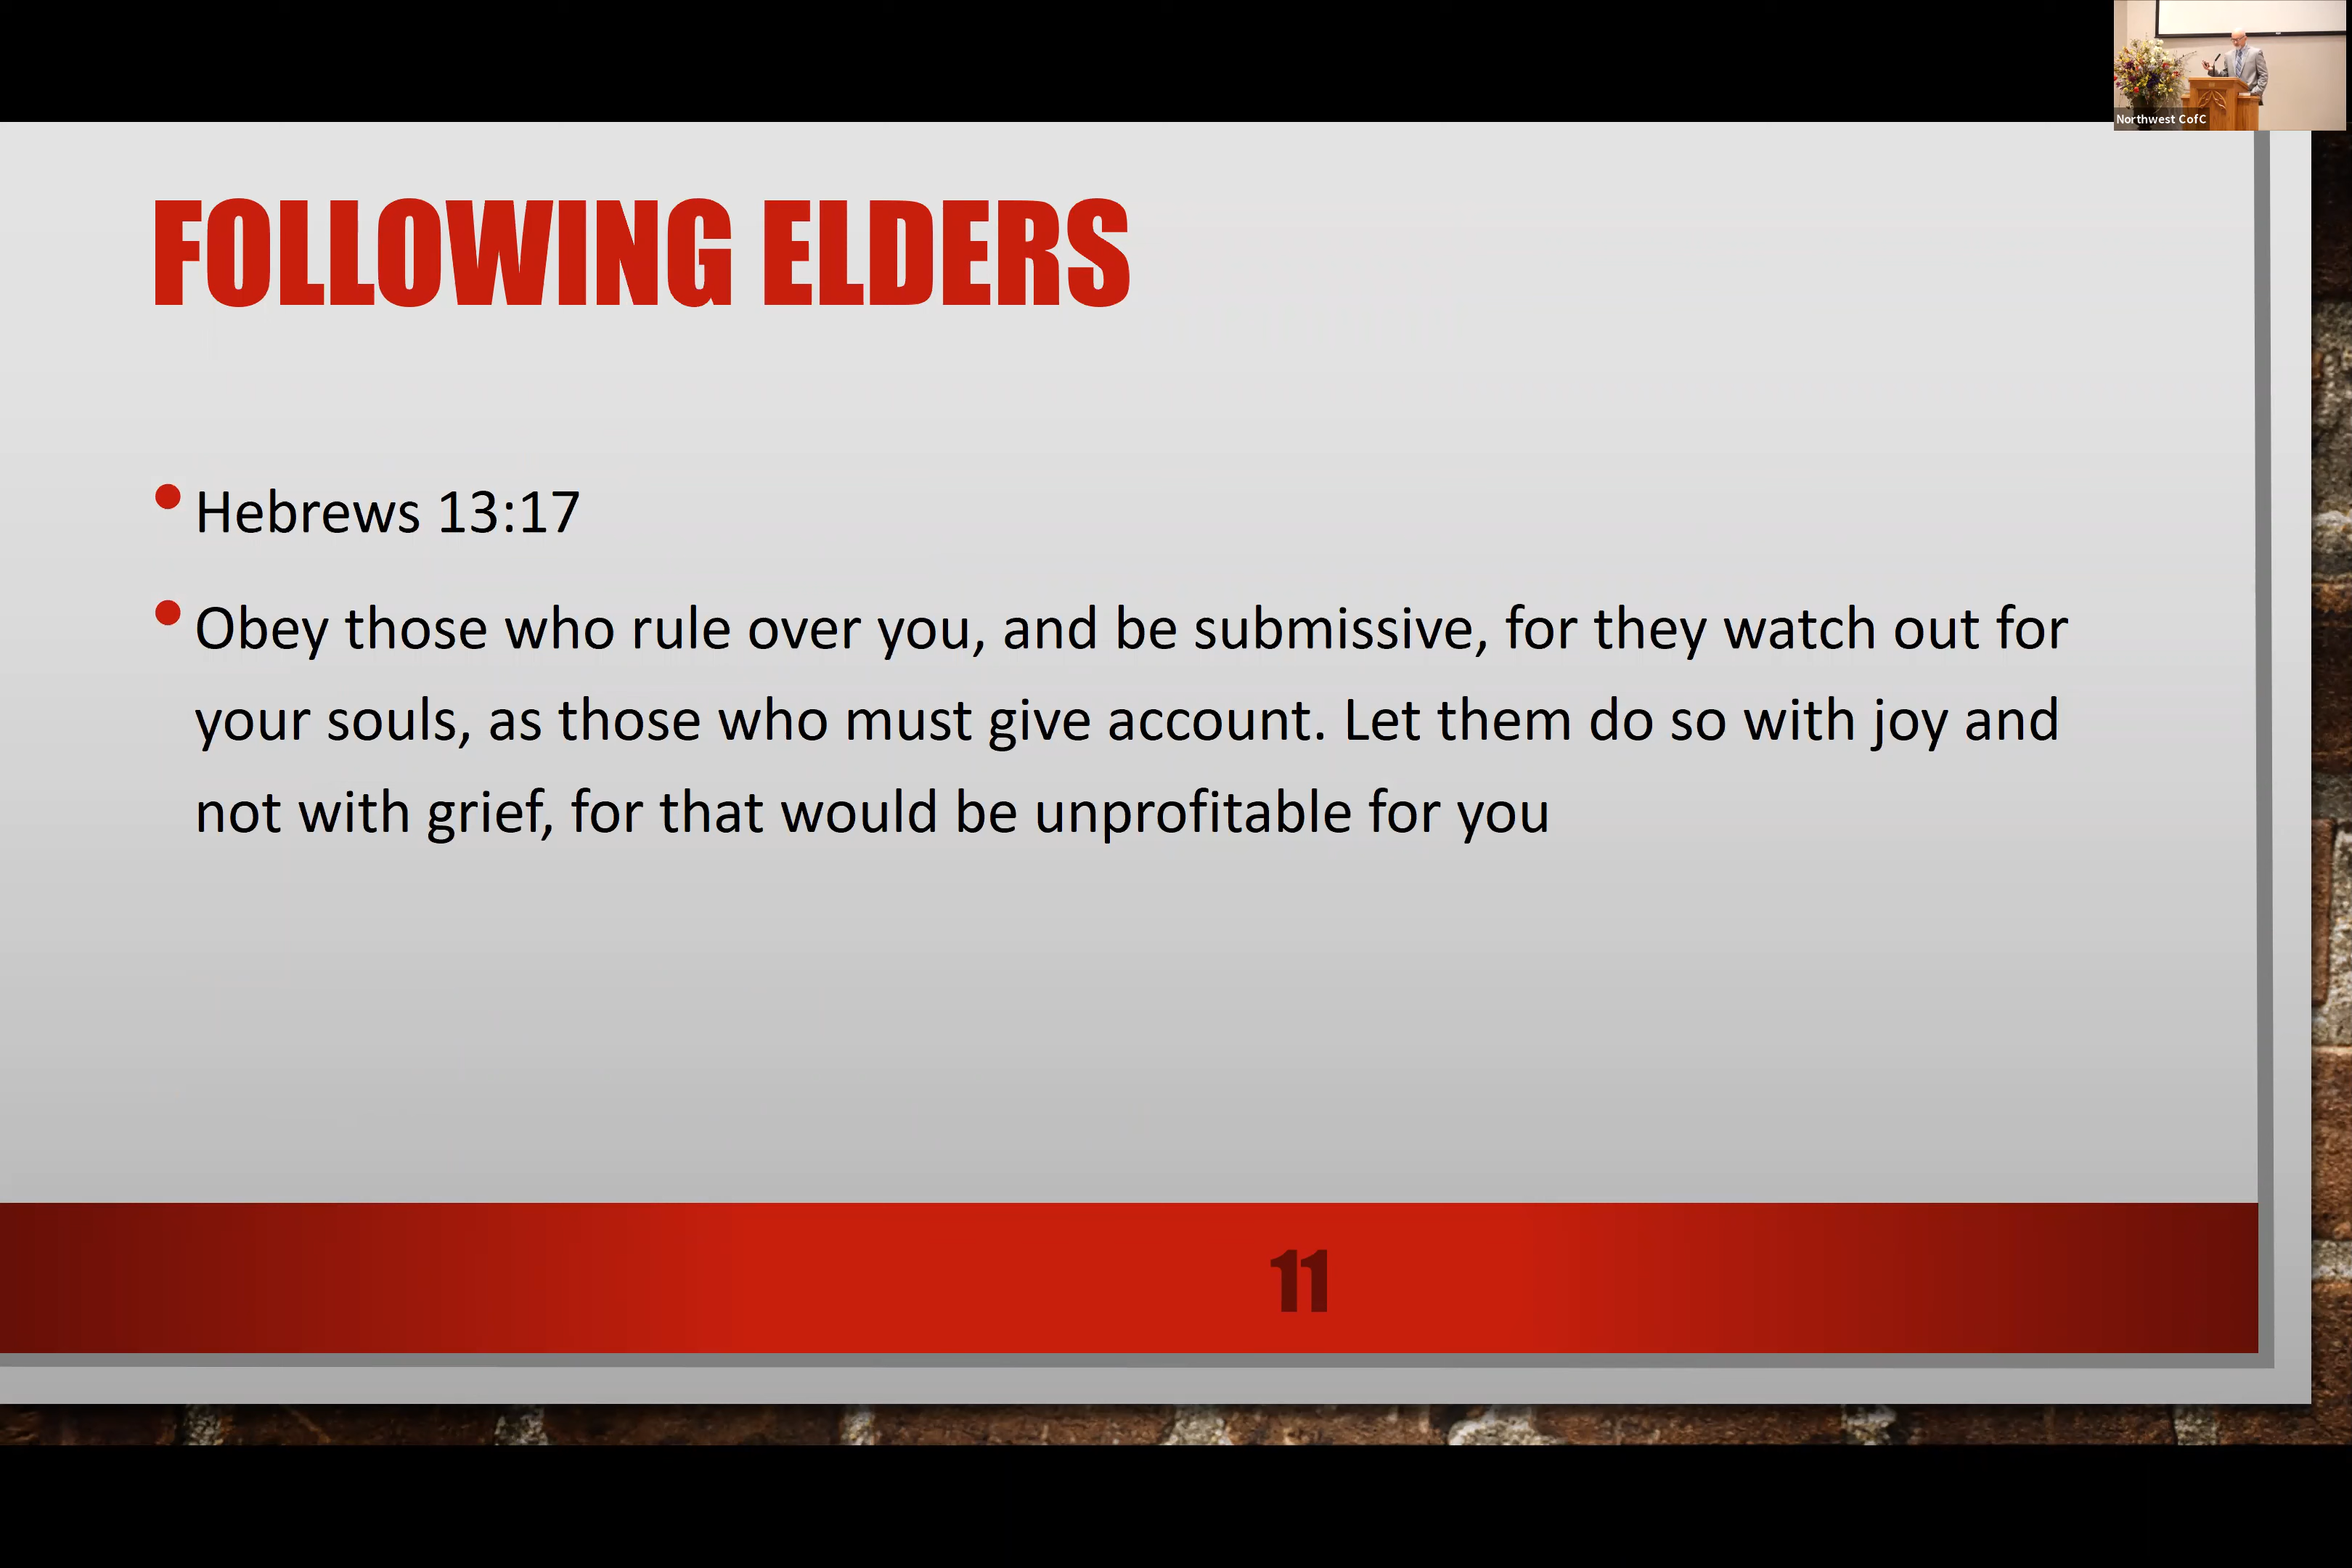 Northwest CofC
FOLLOWING ELDERS
• Hebrews 13:17
• Obey those who rule over you, and be submissive, for they watch out for
your souls, as those who must give account. Let them do so with joy and
not with grief, for that would be unprofitable for you
11